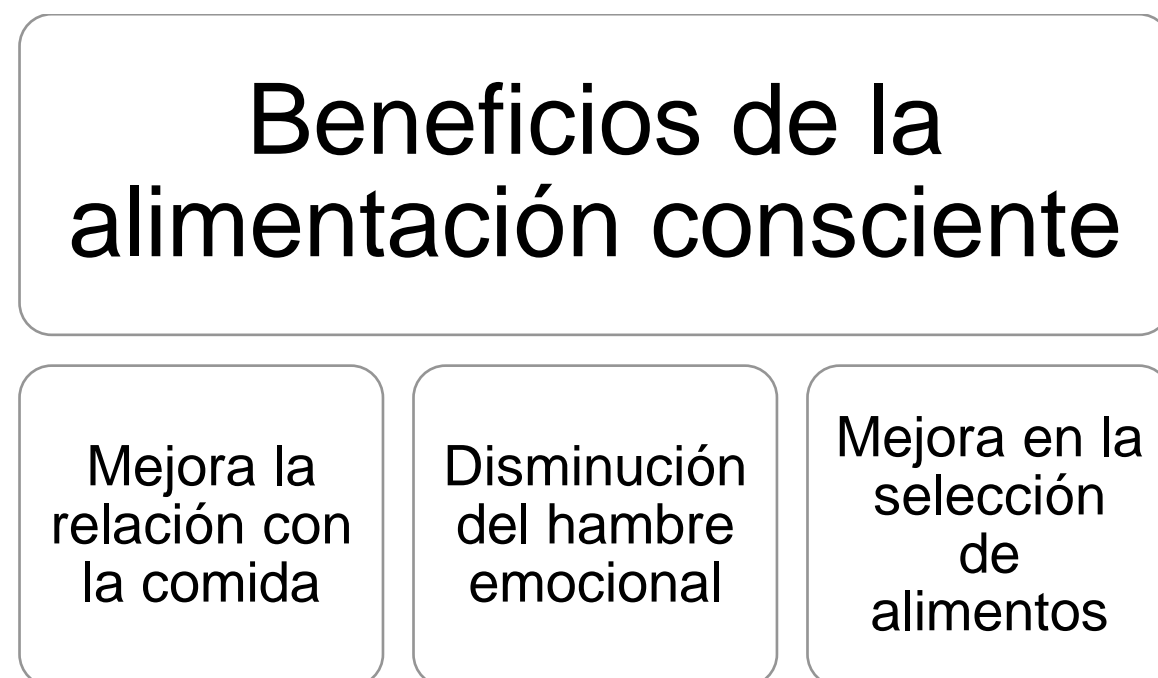 Beneficios de la
alimentación consciente
Mejora la
relación con
la comida
Disminución
del hambre
emocional
Mejora en la
selección
de
alimentos